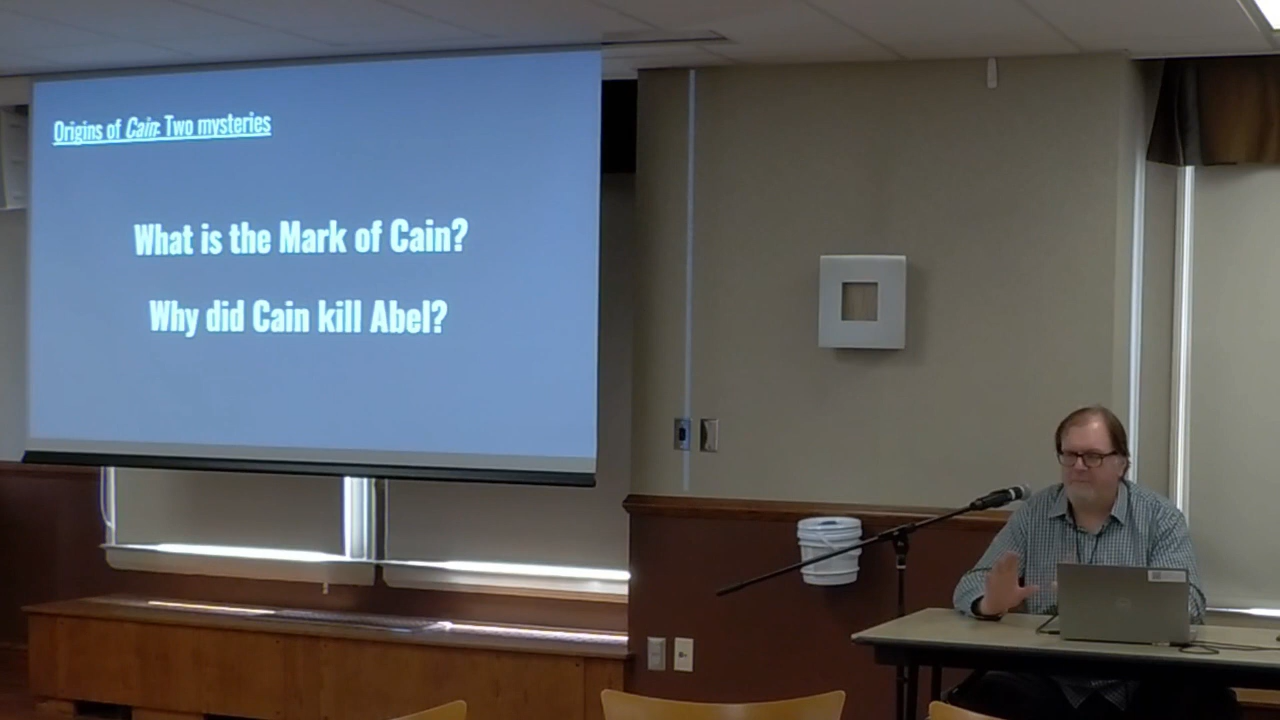 Origins of Cain: Two mysteries
What is the Mark of Cain?
Why did Cain kill Abel?